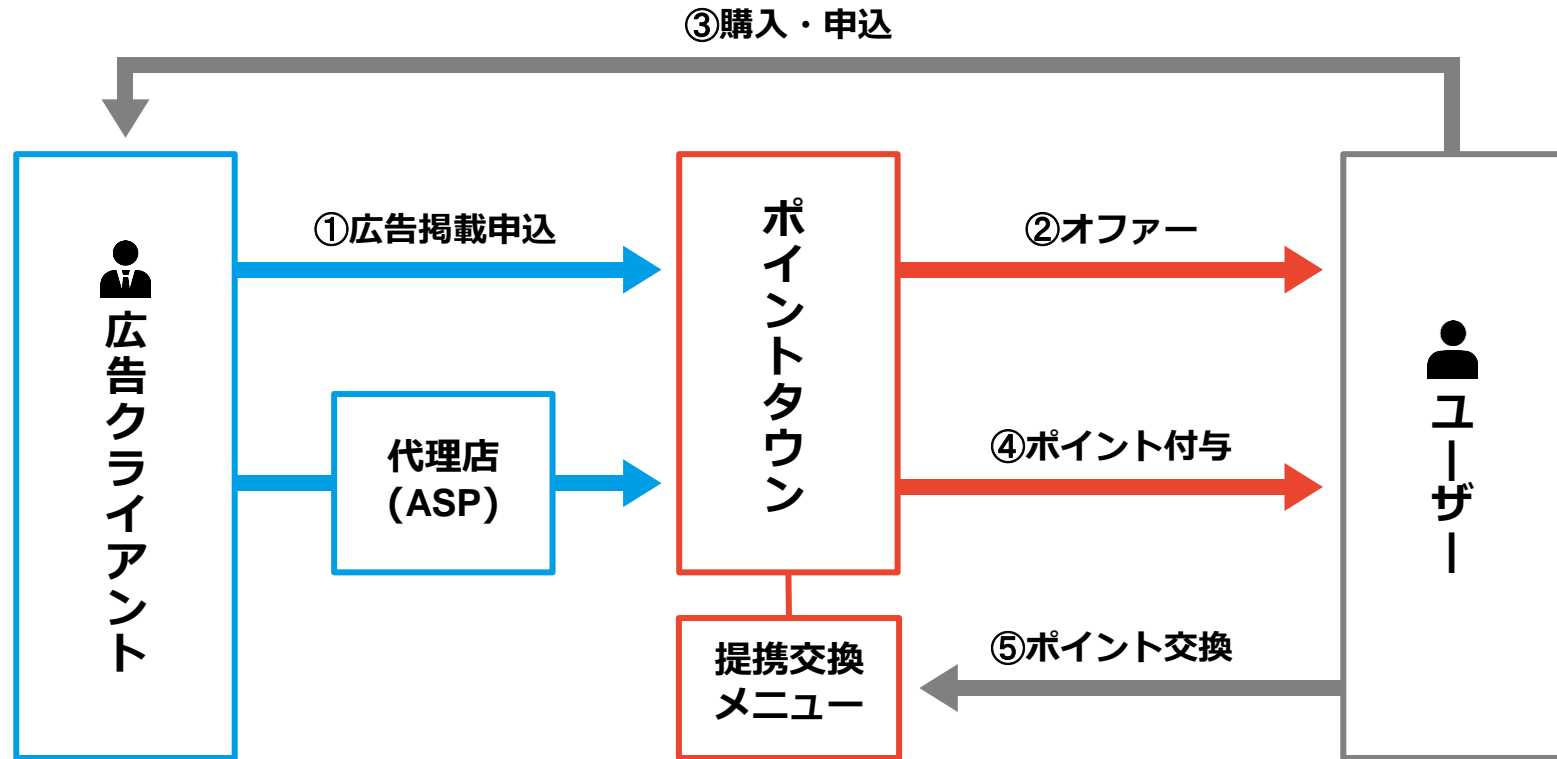 ③購入・申込
①広告掲載申込
②オファー
広告クライアント
ポイントタウン
ユーザー
代理店
(ASP)
④ポイント付与
提携交換
メニュー
⑤ポイント交換